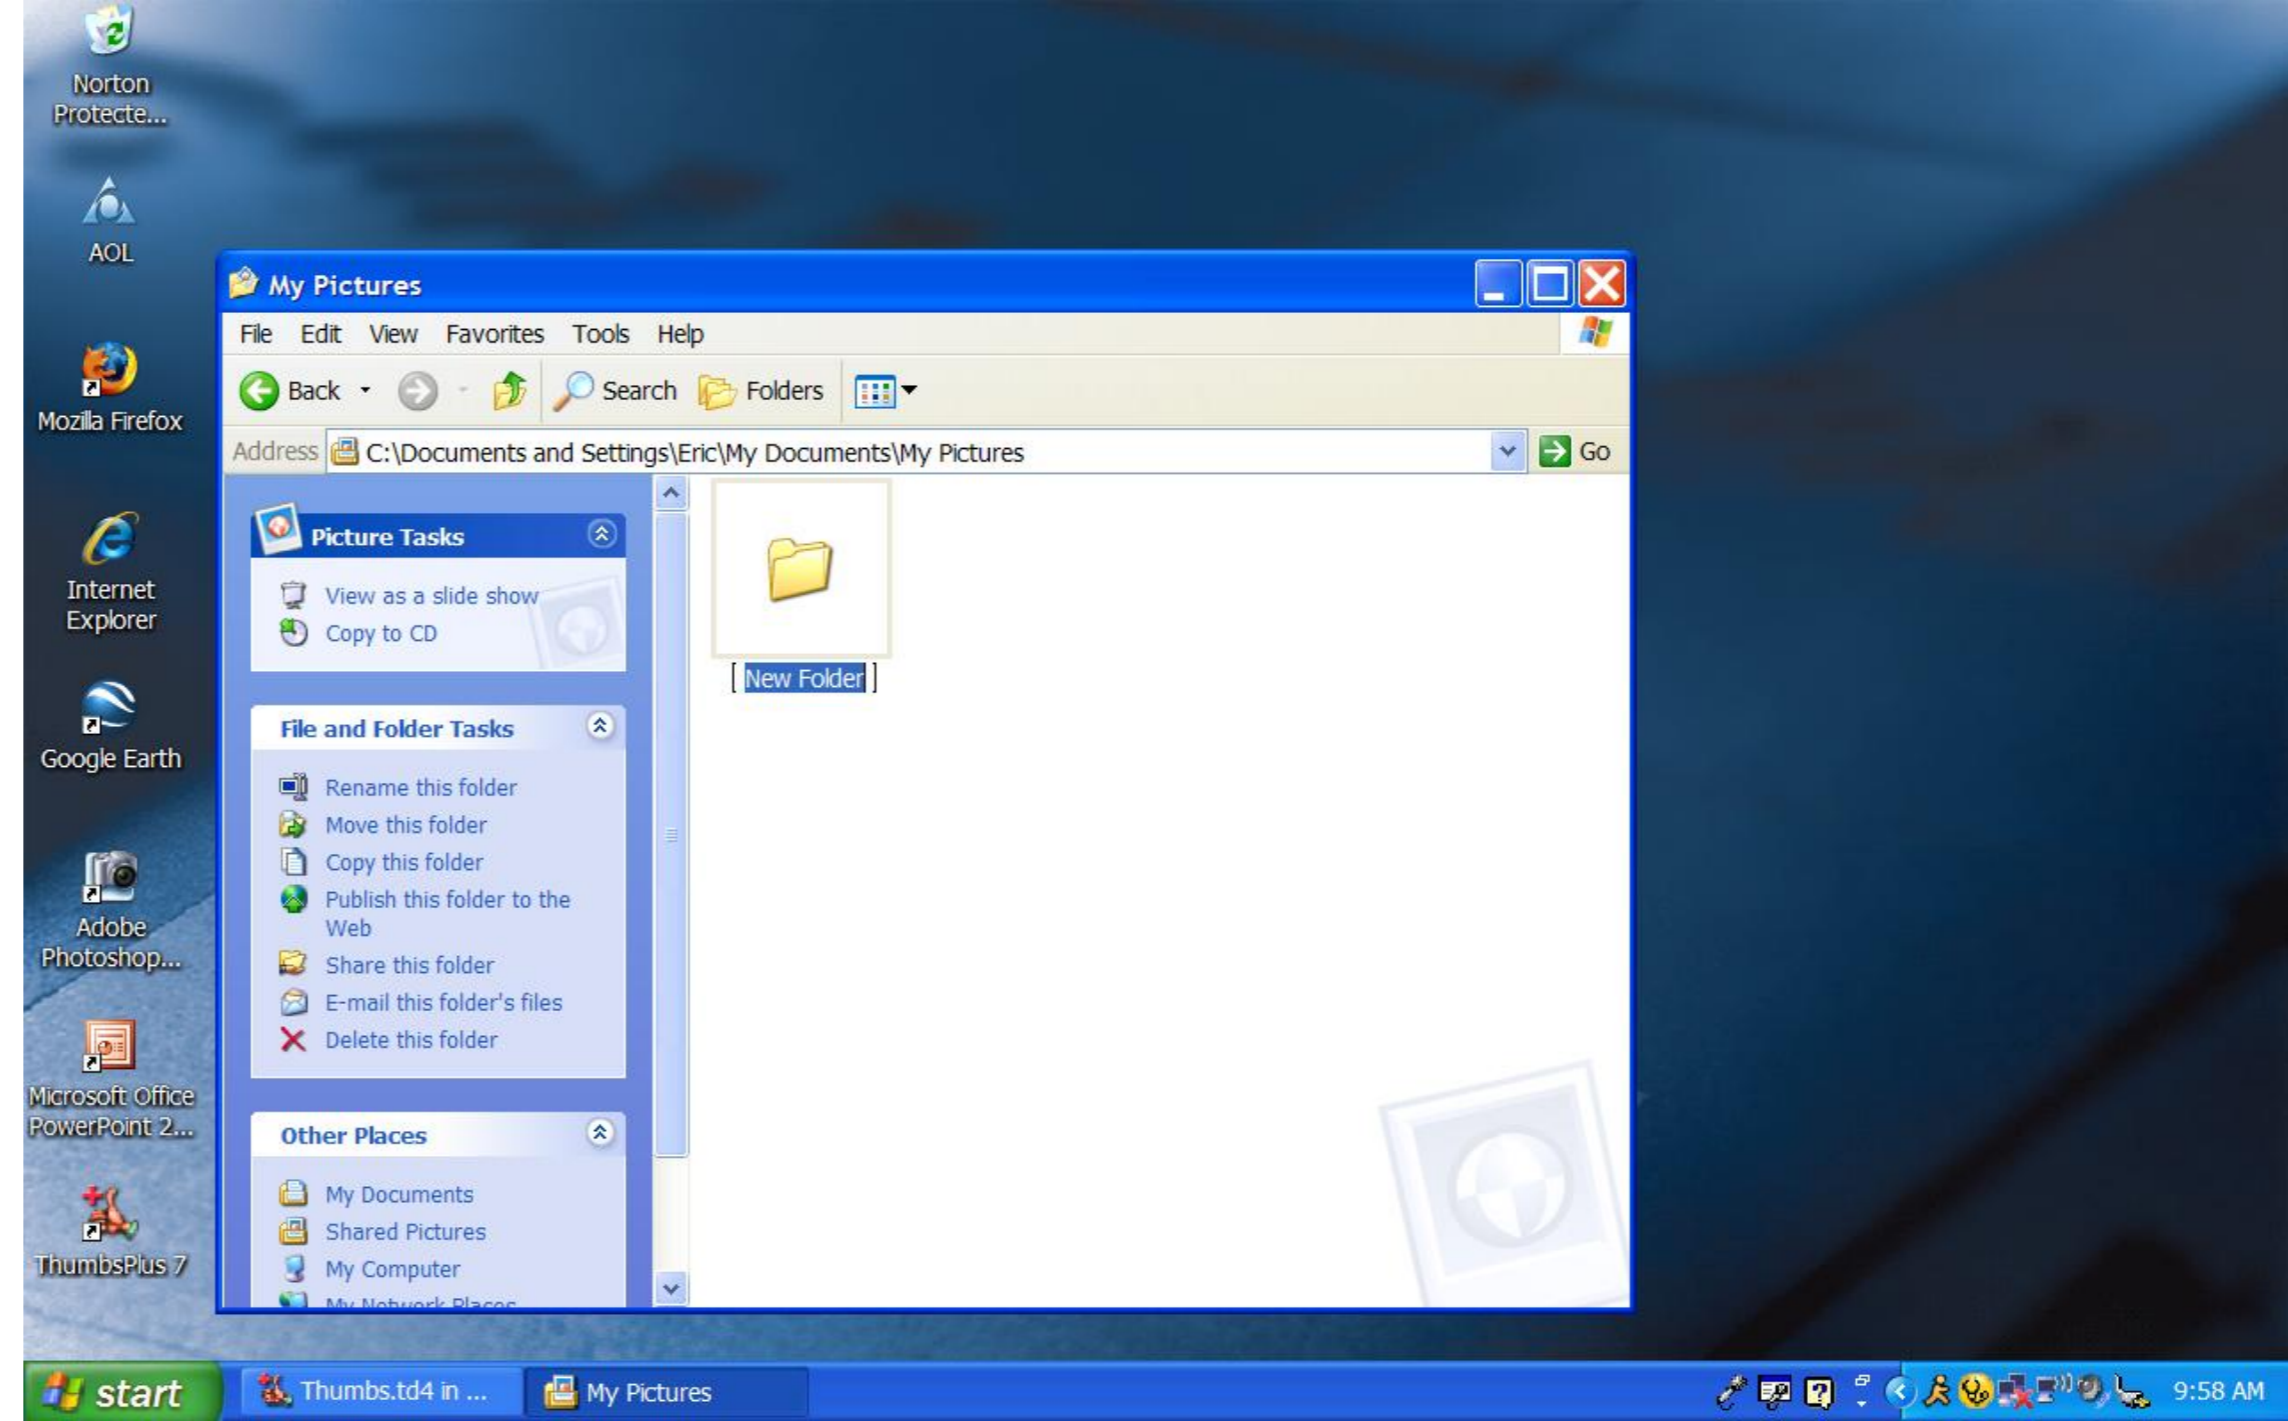 Norton
Protecte...
AOL
Mozilla Firefox
Internet
Explorer
Google Earth
Adobe
Photoshop...
Microsoft Office
PowerPoint 2...
ThumbsPlus 7
My Pictures
File Edit View Favorites Tools Help
Back Search Folders
Address C:\Documents and Settings\Eric\My Documents\My Pictures Go
Picture Tasks
View as a slide show
Copy to CD
File and Folder Tasks
Rename this folder
Move this folder
Copy this folder
Publish this folder to the
Web
Share this folder
E-mail this folder's files
Delete this folder
Other Places
My Documents
Shared Pictures
My Computer
My Network Places
[ New Folder ]
start Thumbs.td4 in ... My Pictures 9:58 AM